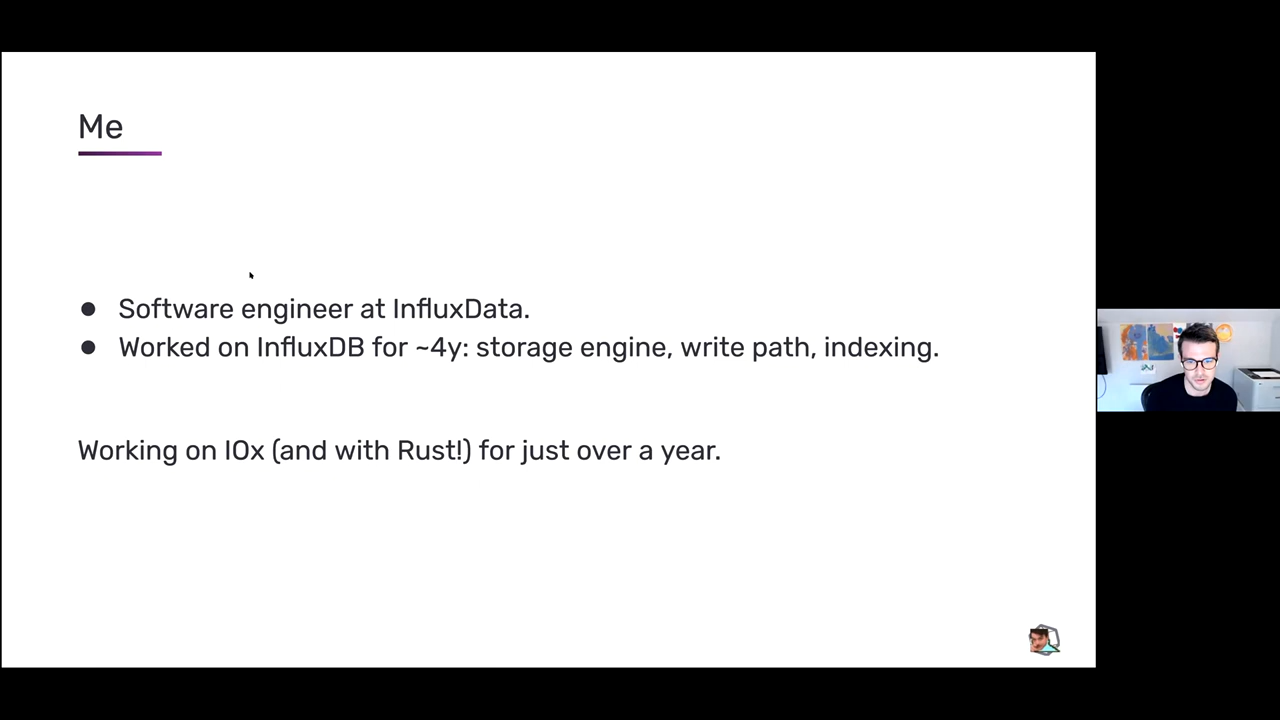 Me
● Software engineer at InfluxData.
● Worked on InfluxDB for ~4y: storage engine, write path, indexing.
Working on IOx (and with Rust!) for just over a year.